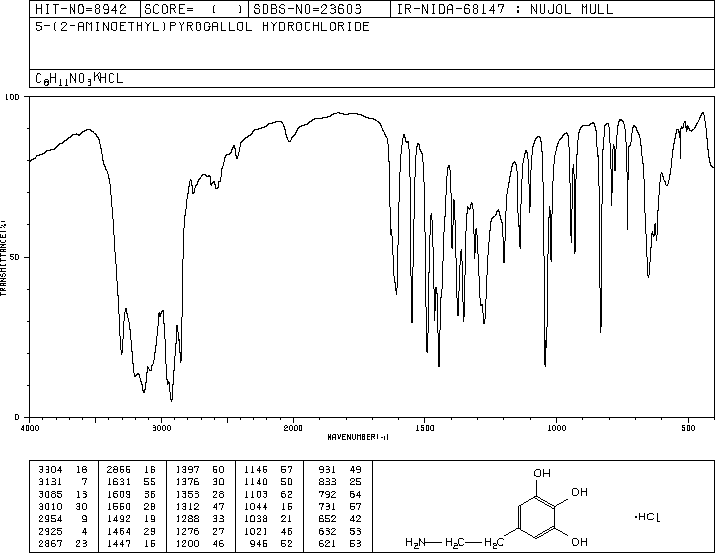 HIT-NO=8942 SCORE= ( ) SDBS-NO=23603 IR-NIDA-68147 : NUJOL MULL
5-(2-AMINOETHYL)PYROGALLOL HYDROCHLORIDE
C8H11NO3·HCL
100
50
0
TRANSMITTANCE(%)
4000 3000 2000 1500 1000 500
WAVENUMBER(-1)
3304 18 2866 16 1397 60 1146 67 931 49
3131 7 1631 55 1376 30 1140 50 833 25
3085 13 1609 36 1353 28 1103 62 792 64
3010 30 1550 28 1312 47 1044 16 731 57
2954 9 1492 19 1288 33 1038 21 652 42
2925 4 1464 29 1276 27 1021 46 632 53
2867 23 1447 15 1200 46 946 52 621 53
OH
OH
H2N—H2C—H2C OH
·HCl